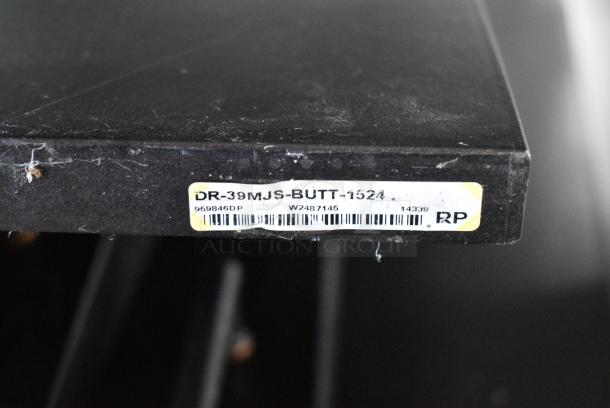 DR-39MJS-BUTT-1524
959846DP W2487145 14339
RP
AUCTION GROUP